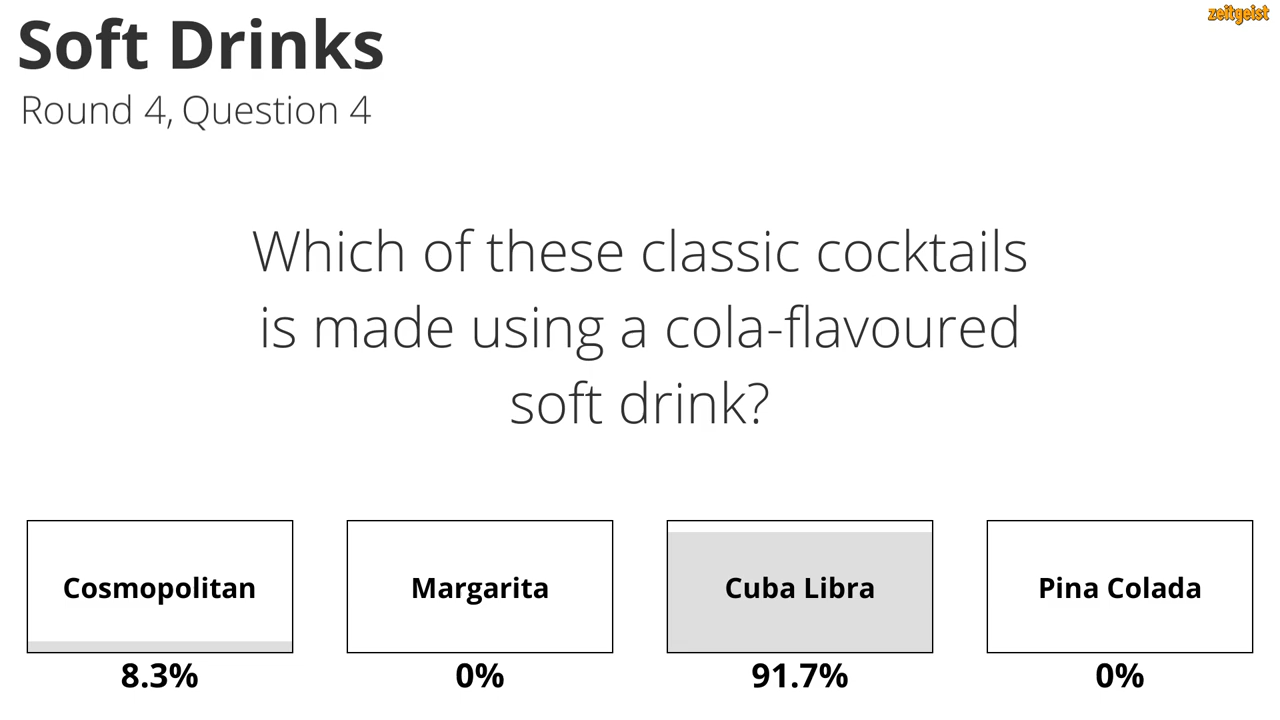 zeitgeist
Soft Drinks
Round 4, Question 4
Which of these classic cocktails
is made using a cola-flavoured
soft drink?
Cosmopolitan
Margarita
Cuba Libra
Pina Colada
8.3%
0%
91.7%
0%